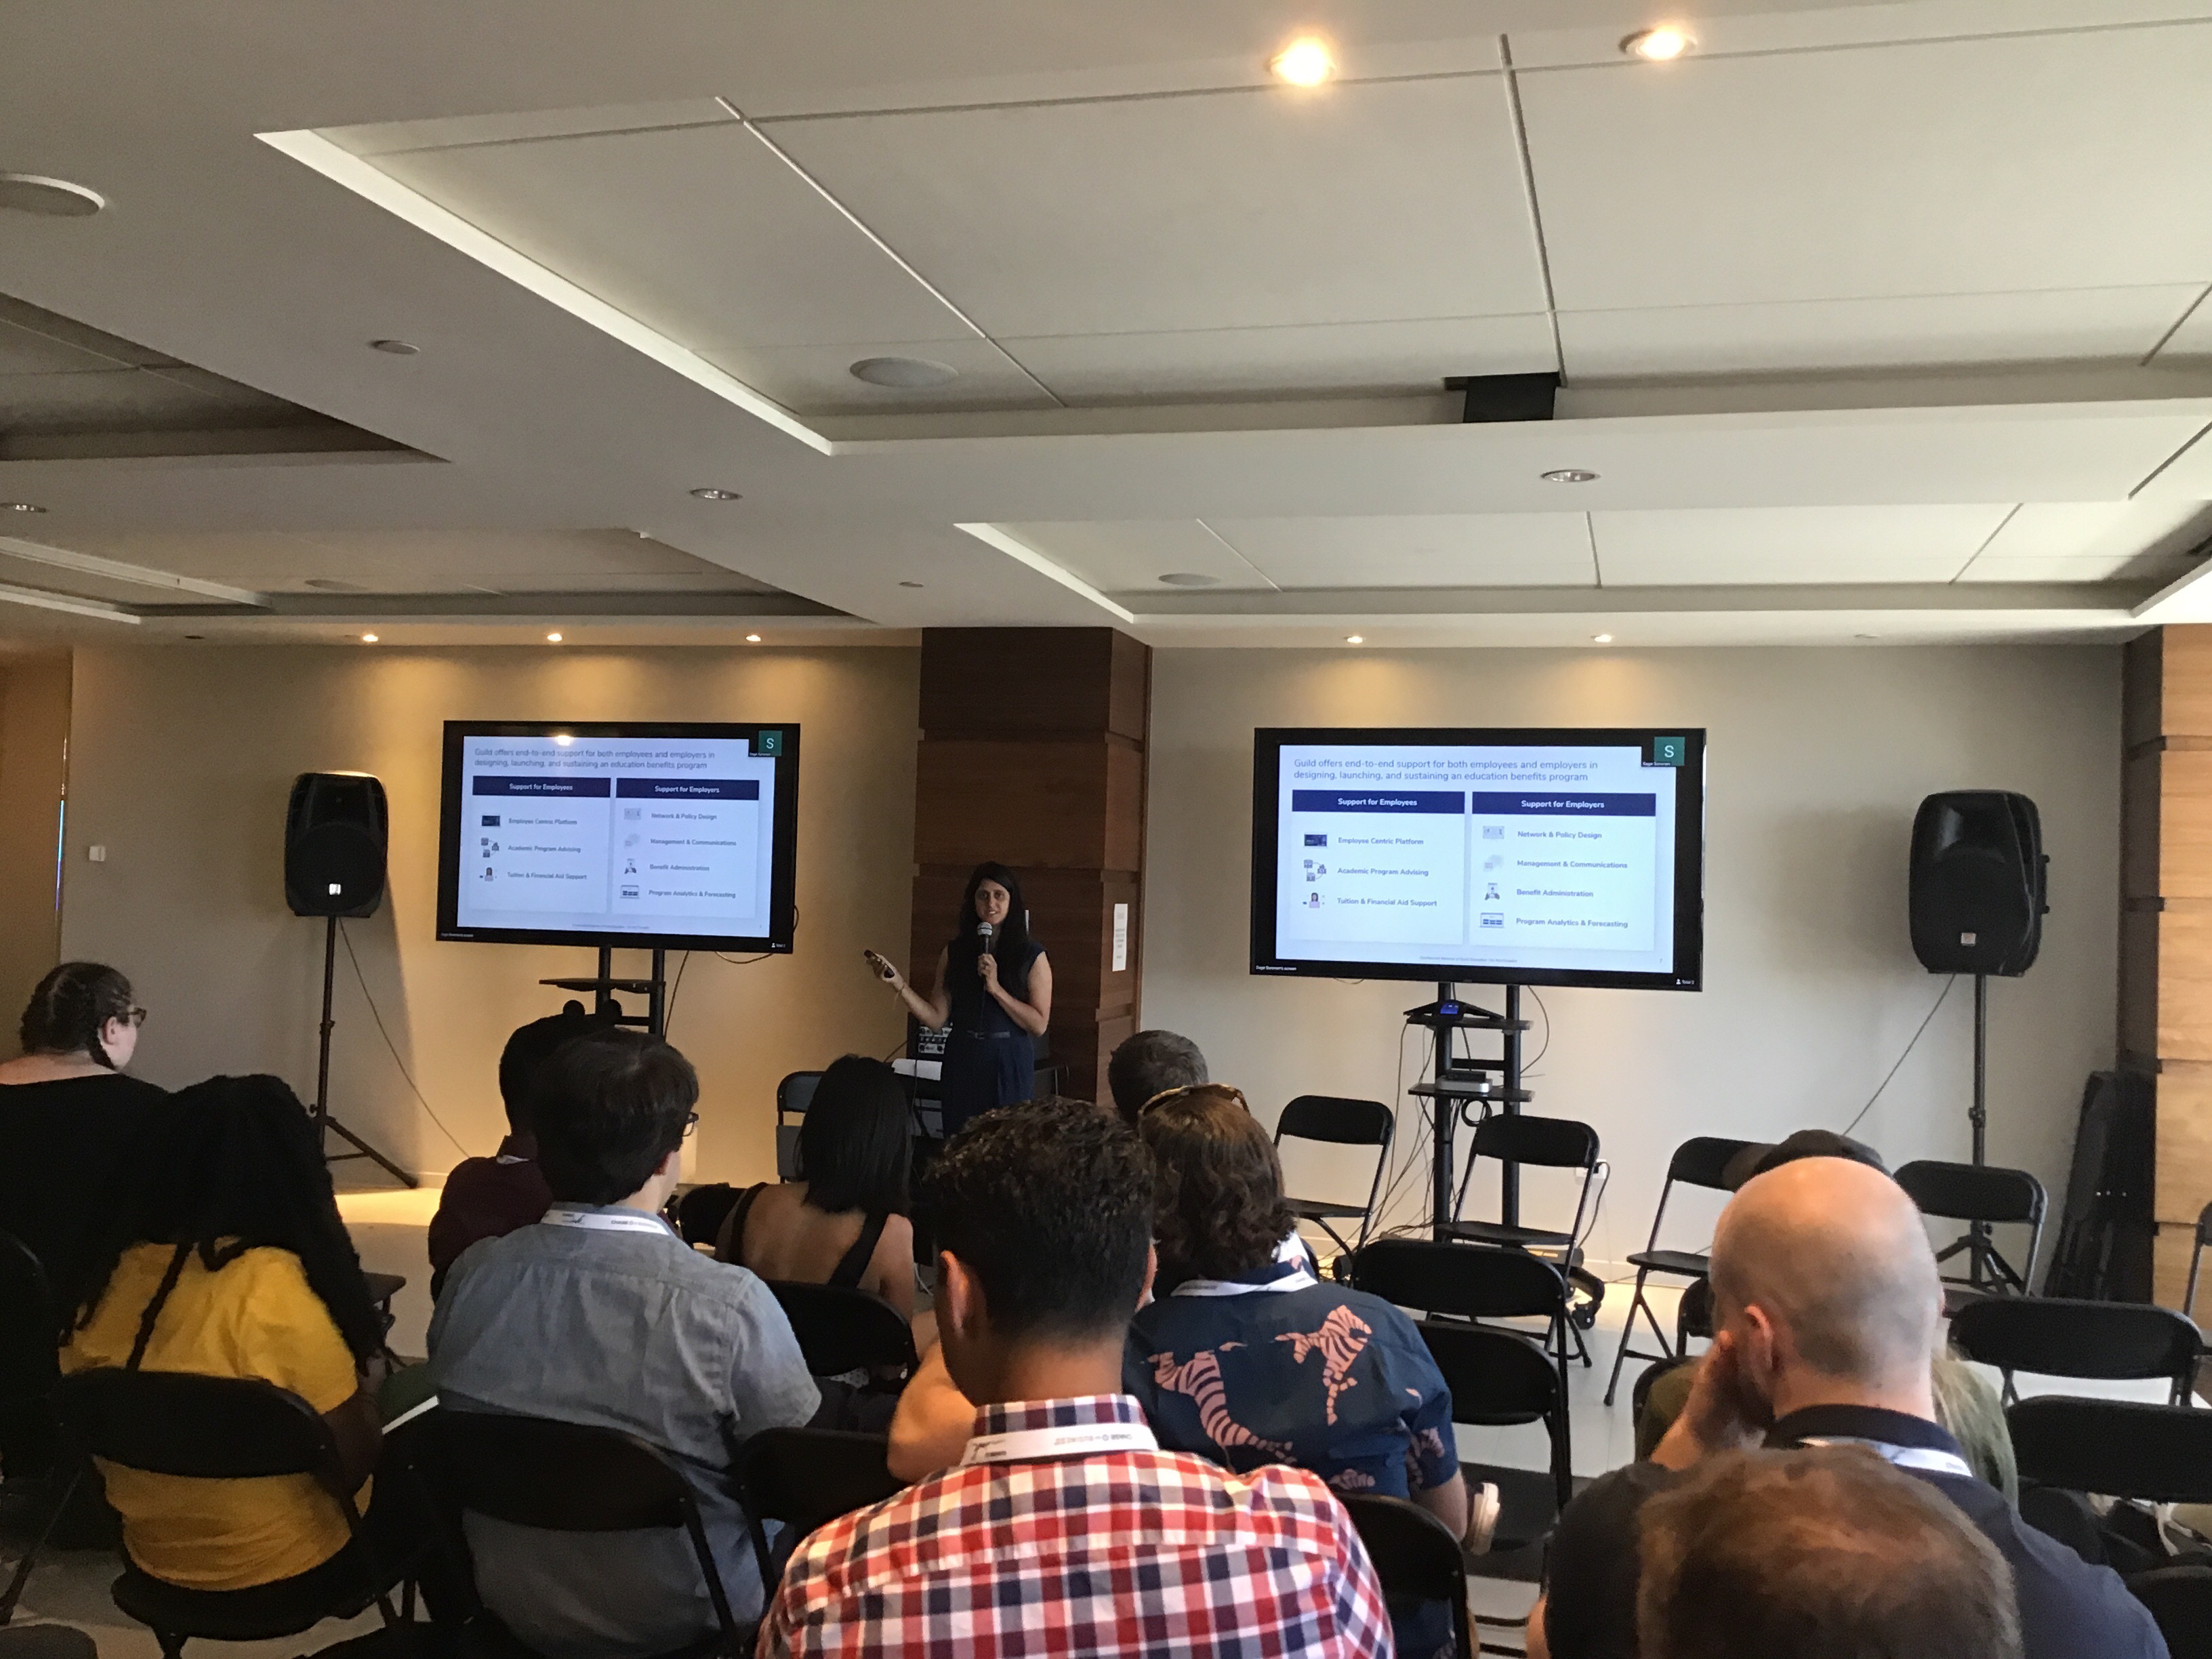 Guild offers end-to-end support for both employees and employers in
designing, launching, and sustaining an education benefits program
Support for Employees
Employee Centric Platform
Academic Program Advising
Tuition & Financial Aid Support
Support for Employers
Network & Policy Design
Management & Communications
Benefit Administration
Program Analytics & Forecasting
S
Guild offers end-to-end support for both employees and employers in
designing, launching, and sustaining an education benefits program
Support for Employees
Employee Centric Platform
Academic Program Advising
Tuition & Financial Aid Support
Support for Employers
Network & Policy Design
Management & Communications
Benefit Administration
Program Analytics & Forecasting
S